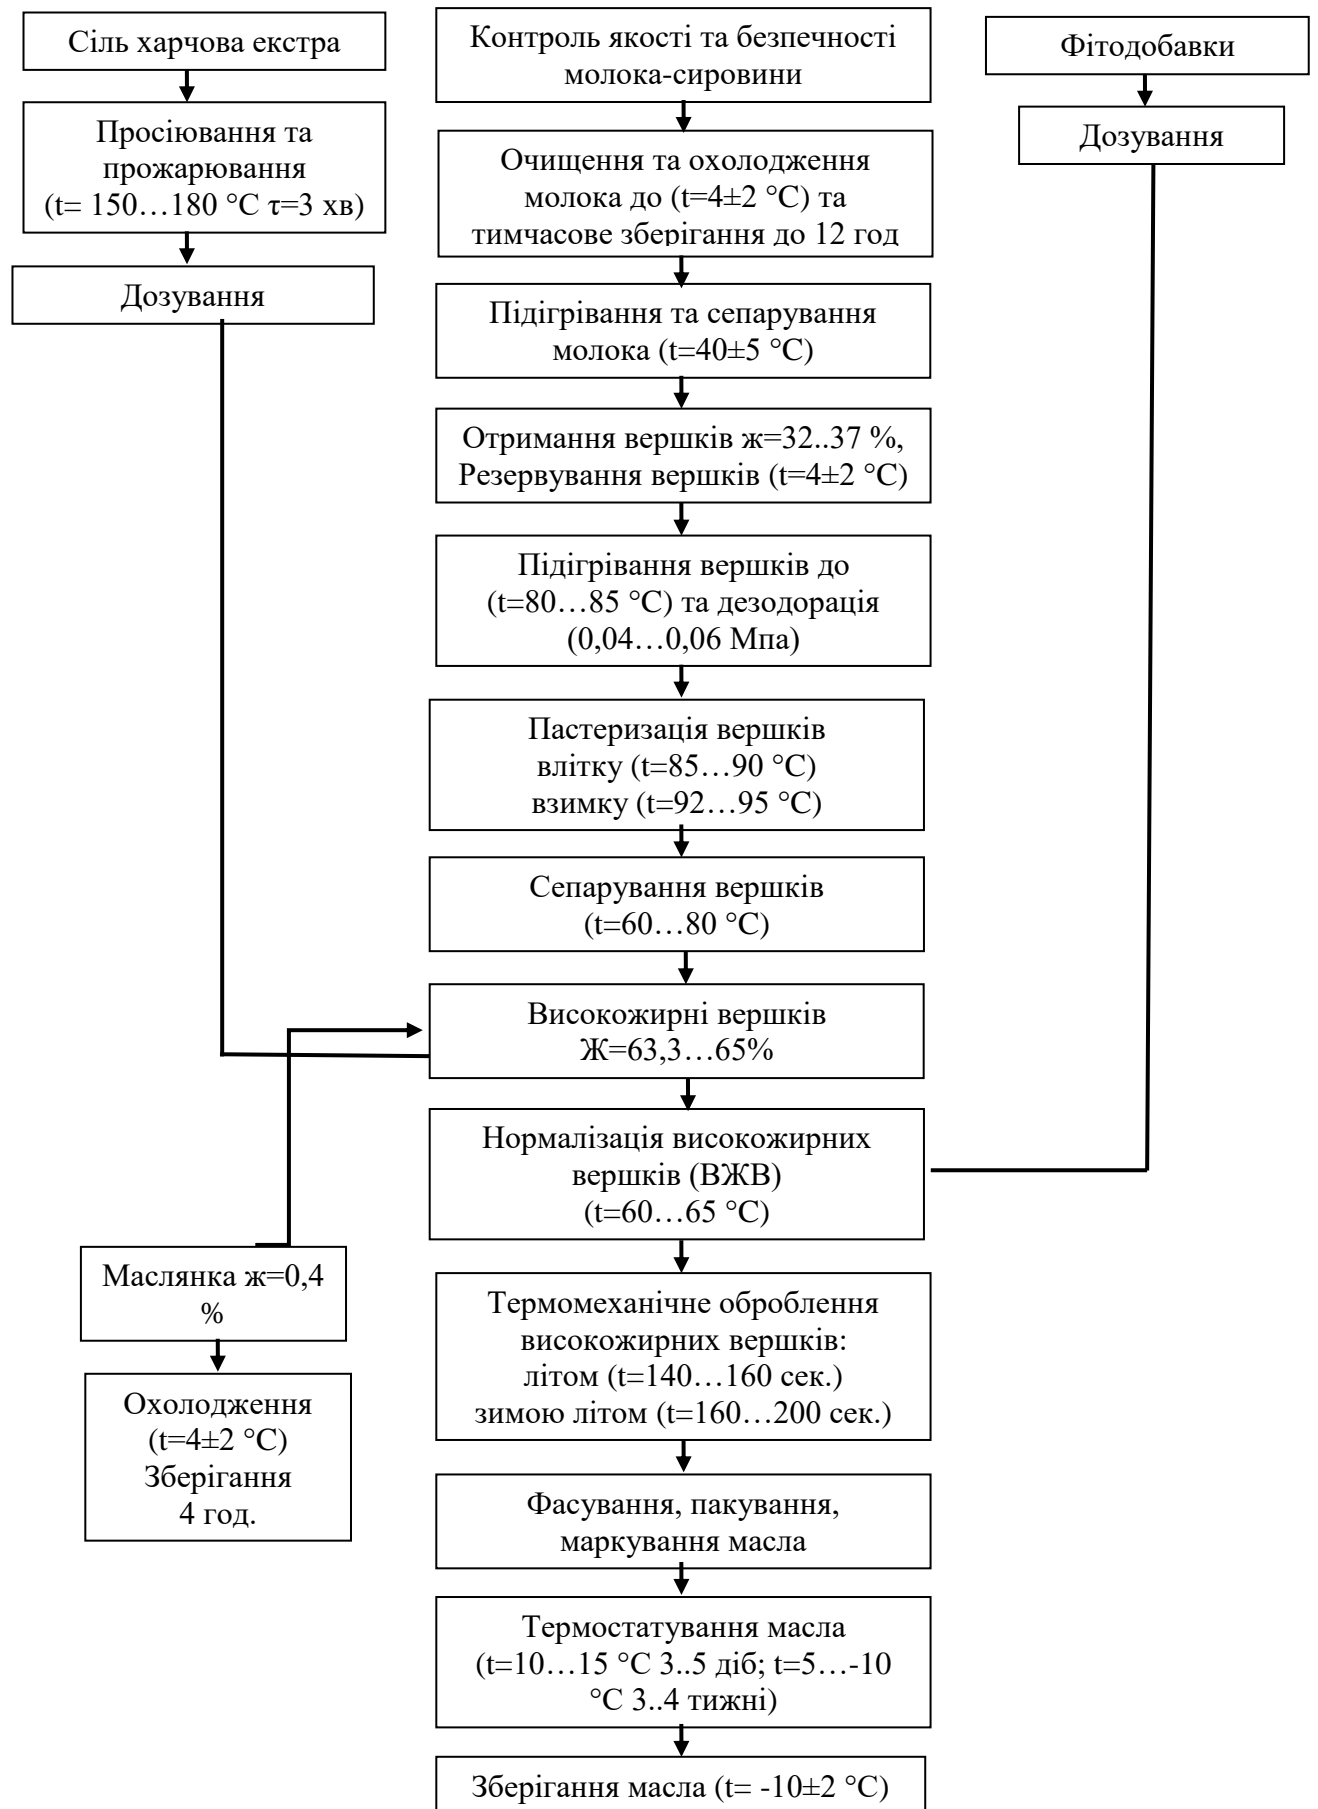 Сіль харчова екстра
Просіювання та
прожарювання
(t= 150…180 °C τ=3 хв)
Дозування
Контроль якості та безпечності
молока-сировини
Очищення та охолодження
молока до (t=4±2 °C) та
тимчасове зберігання до 12 год
Підігрівання та сепарування
молока (t=40±5 °C)
Отримання вершків ж=32..37 %,
Резервування вершків (t=4±2 °C)
Підігрівання вершків до
(t=80…85 °C) та дезодорація
(0,04…0,06 Мпа)
Пастеризація вершків
влітку (t=85…90 °C)
взимку (t=92…95 °C)
Сепарування вершків
(t=60…80 °C)
Високожирні вершків
Ж=63,3…65%
Нормалізація високожирних
вершків (ВЖВ)
(t=60…65 °C)
Термомеханічне оброблення
високожирних вершків:
літом (t=140…160 сек.)
зимою літом (t=160…200 сек.)
Фасування, пакування,
маркування масла
Термостатування масла
(t=10…15 °C 3..5 діб; t=5…-10
°C 3..4 тижні)
Зберігання масла (t= -10±2 °C)
Фітодобавки
Дозування
Маслянка ж=0,4
%
Охолодження
(t=4±2 °C)
Зберігання
4 год.